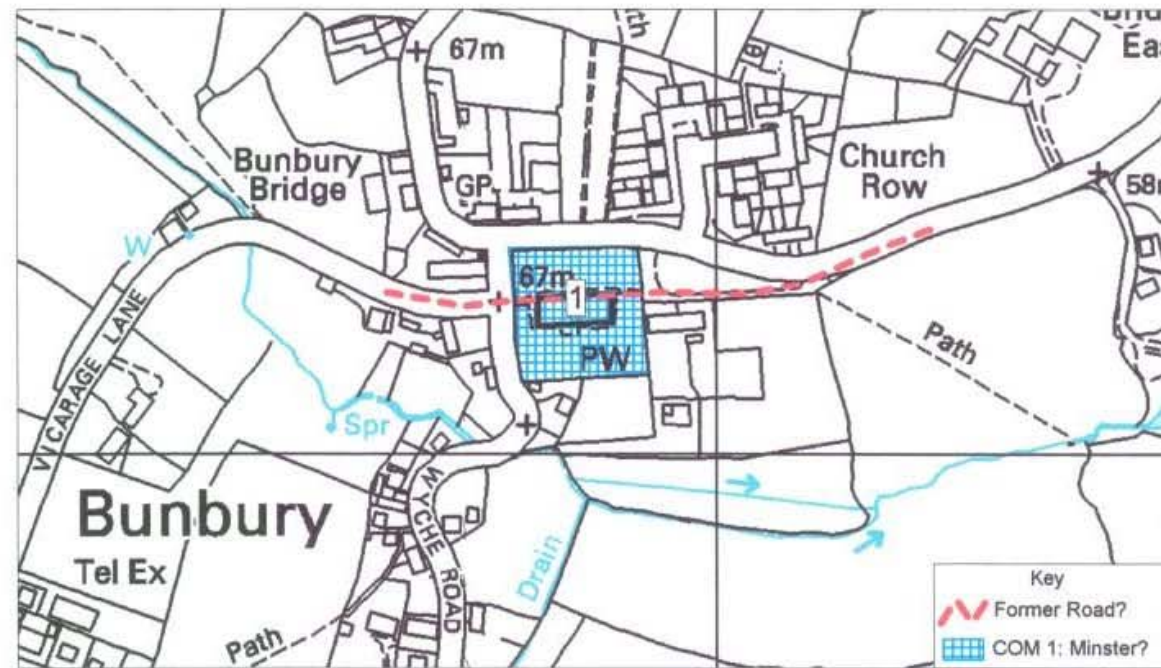 67m
Bunbury
Bridge
GP
Church
Row
58m
W
67m
1
PW
VICARAGE LANE
Path
Spr
WYCHE ROAD
Bunbury
Tel Ex
Drain
Path
Key
Former Road?
COM 1: Minster?